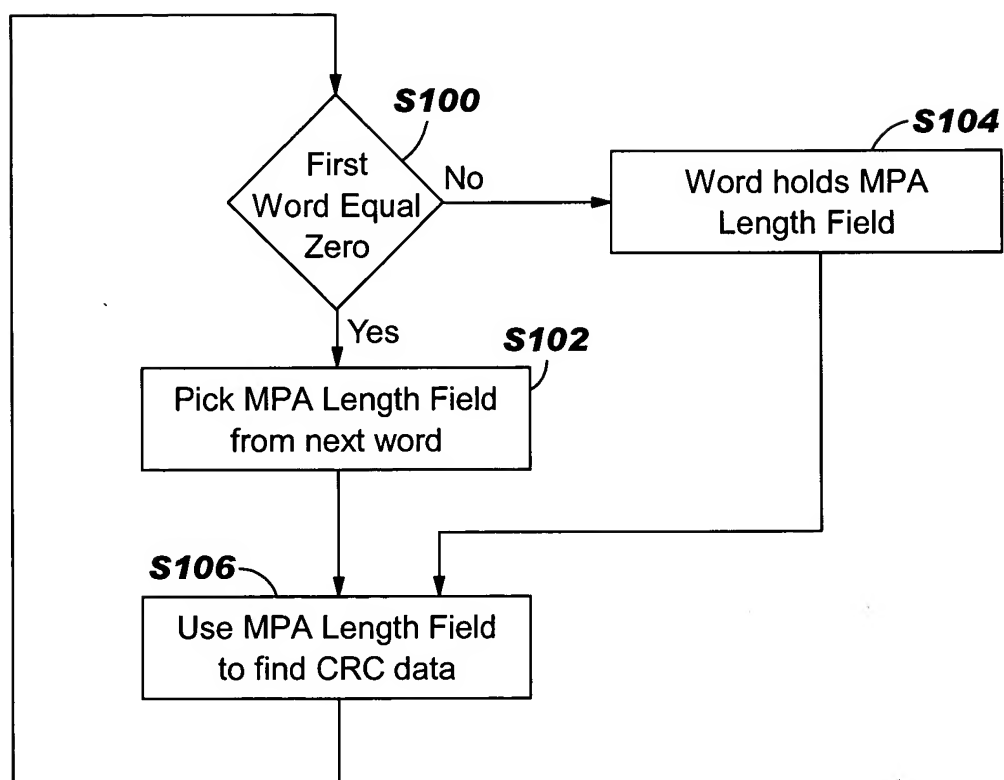 S100
First
Word Equal
Zero
No
S104
Word holds MPA
Length Field
Yes
S102
Pick MPA Length Field
from next word
S106
Use MPA Length Field
to find CRC data